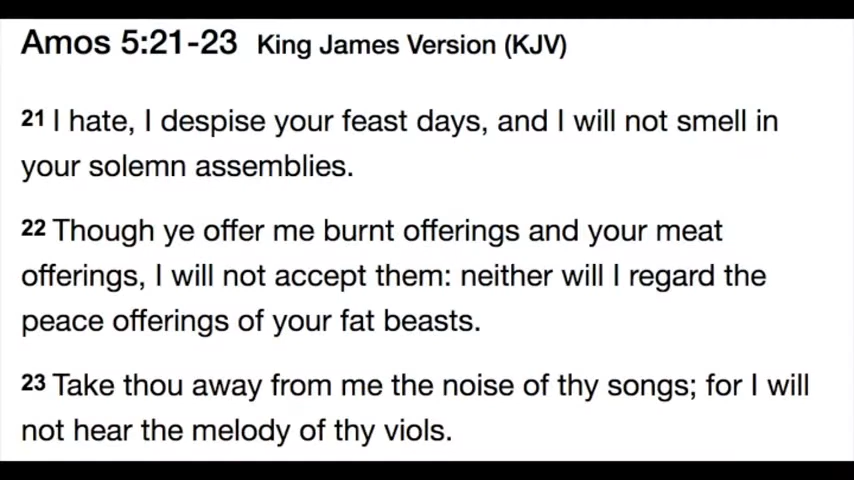 Amos 5:21-23 King James Version (KJV)
21 I hate, I despise your feast days, and I will not smell in
your solemn assemblies.
22 Though ye offer me burnt offerings and your meat
offerings, I will not accept them: neither will I regard the
peace offerings of your fat beasts.
23 Take thou away from me the noise of thy songs; for I will
not hear the melody of thy viols.